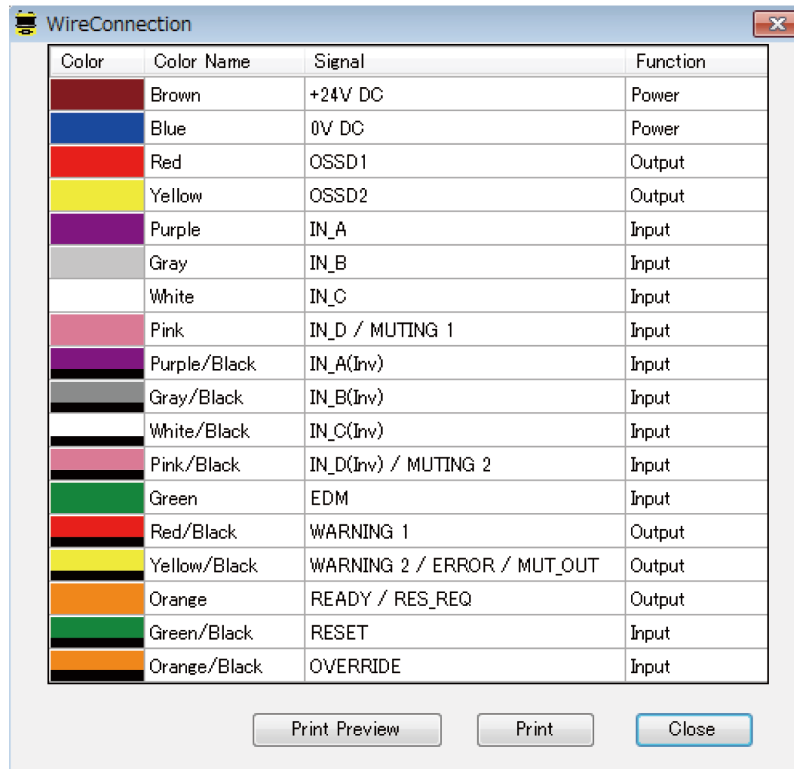 WireConnection
Color Color Name Signal Function
Brown +24V DC Power
Blue 0V DC Power
Red OSSD1 Output
Yellow OSSD2 Output
Purple IN_A Input
Gray IN_B Input
White IN_C Input
Pink IN_D / MUTING 1 Input
Purple/Black IN_A(Inv) Input
Gray/Black IN_B(Inv) Input
White/Black IN_C(Inv) Input
Pink/Black IN_D(Inv) / MUTING 2 Input
Green EDM Input
Red/Black WARNING 1 Output
Yellow/Black WARNING 2 / ERROR / MUT_OUT Output
Orange READY / RES_REQ Output
Green/Black RESET Input
Orange/Black OVERRIDE Input
Print Preview Print Close